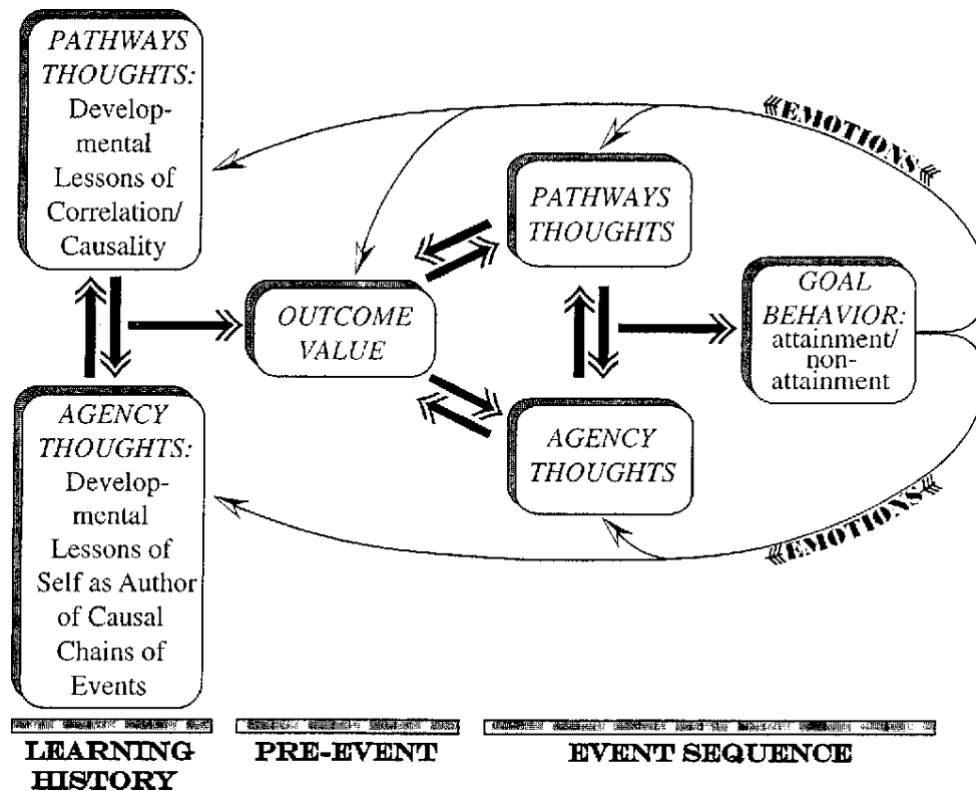 PATHWAYS
THOUGHTS:
Develop-
mental
Lessons of
Correlation/
Causality
AGENCY
THOUGHTS:
Develop-
mental
Lessons of
Self as Author
of Causal
Chains of
Events
OUTCOME
VALUE
PATHWAYS
THOUGHTS
AGENCY
THOUGHTS
GOAL
BEHAVIOR:
attainment/
non-
attainment
EMOTIONS
EMOTIONS
LEARNING
HISTORY
PRE-EVENT
EVENT SEQUENCE